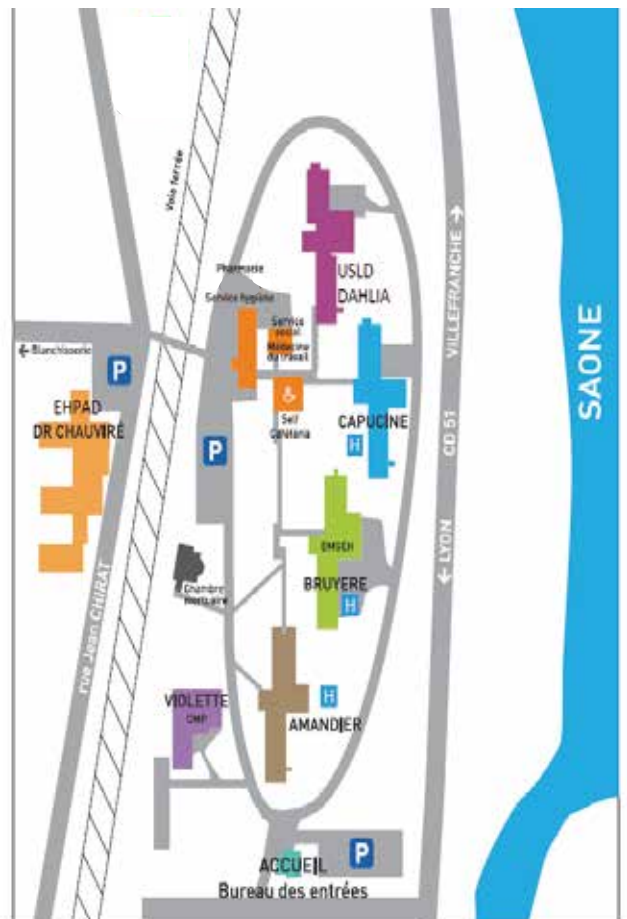 Voie ferrée
VILLEFRANCHE →
SAONE
USLD
DAHLIA
Pharmacie
Service hygiène
Service
social
Médecine
du travail
← Blanchisserie
P
EHPAD
DR CHAUVIRÉ
Self
CAPUCINE
H
P
CD 51
← LYON
BRUYERE
H
Chambre
mortuaire
rue Jean CHIRAT
VIOLETTE
CMP
H
AMANDIER
ACCUEIL
Bureau des entrées
P